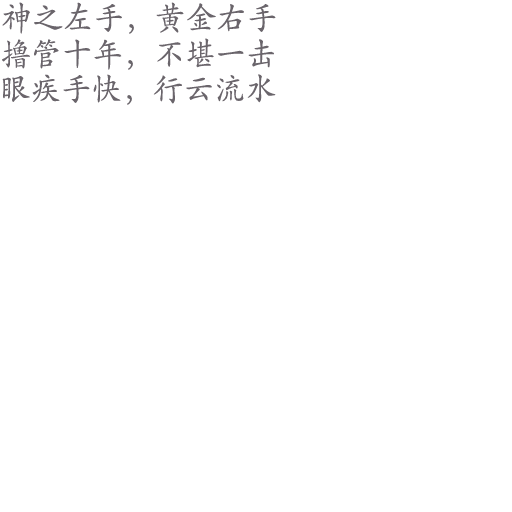 神之左手，黄金右手
撸管十年，不堪一击
眼疾手快，行云流水